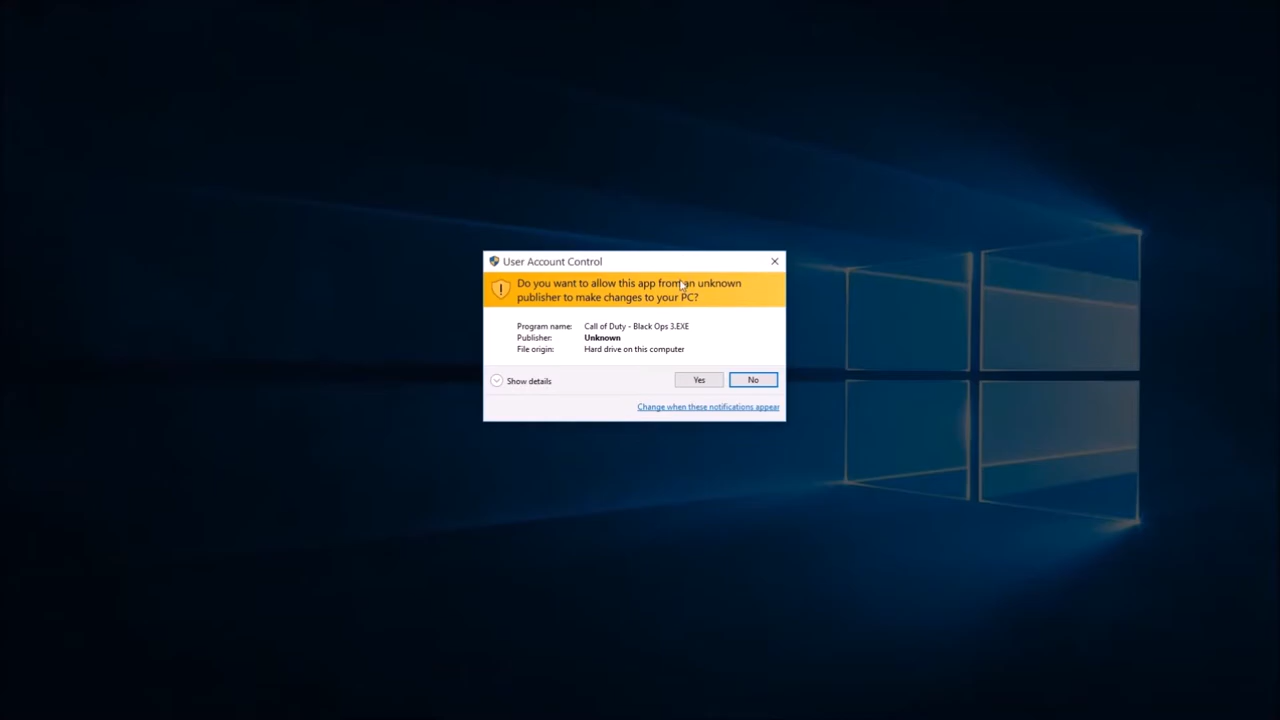 User Account Control
Do you want to allow this app from an unknown
publisher to make changes to your PC?
Program name: Call of Duty - Black Ops 3.EXE
Publisher: Unknown
File origin: Hard drive on this computer
Show details
Yes
No
Change when these notifications appear